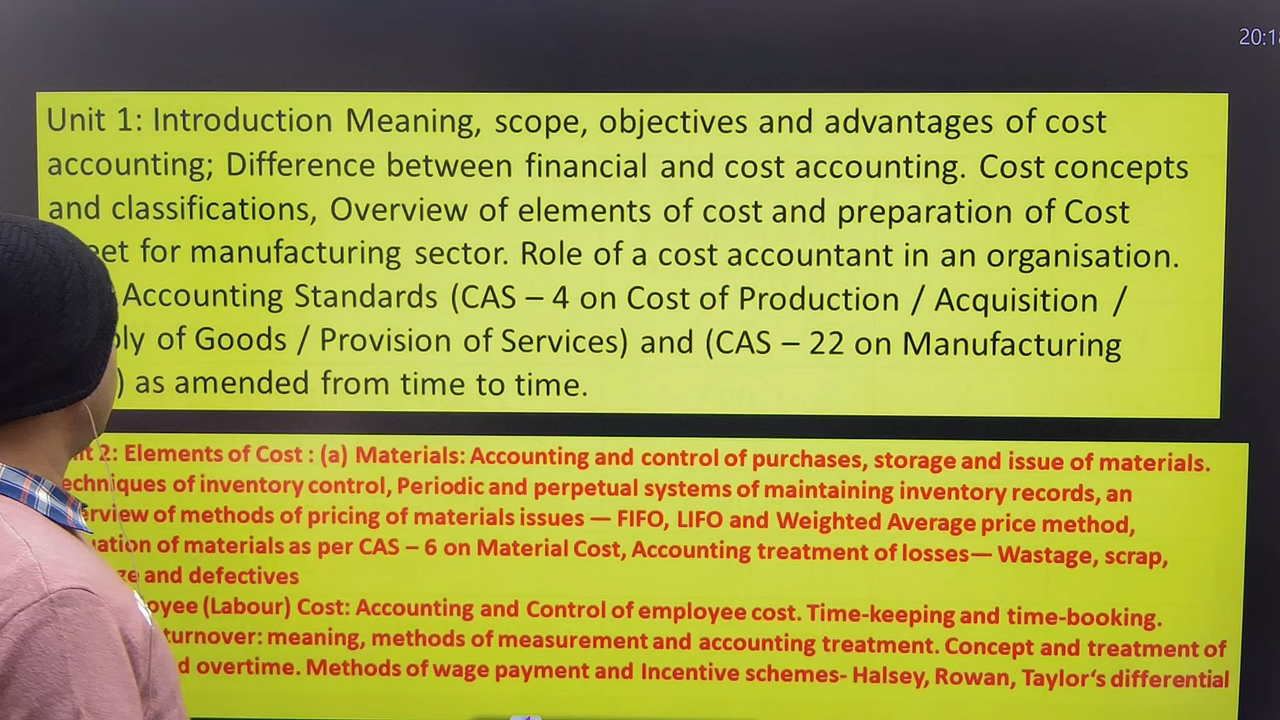 20:1
Unit 1: Introduction Meaning, scope, objectives and advantages of cost
accounting; Difference between financial and cost accounting. Cost concepts
and classifications, Overview of elements of cost and preparation of Cost
for manufacturing sector. Role of a cost accountant in an organisation.
Accounting Standards (CAS – 4 on Cost of Production / Acquisition /
of Goods / Provision of Services) and (CAS – 22 on Manufacturing
) as amended from time to time.
2: Elements of Cost : (a) Materials: Accounting and control of purchases, storage and issue of materials.
echniques of inventory control, Periodic and perpetual systems of maintaining inventory records, an
erview of methods of pricing of materials issues — FIFO, LIFO and Weighted Average price method,
uation of materials as per CAS – 6 on Material Cost, Accounting treatment of losses— Wastage, scrap,
and defectives
oyee (Labour) Cost: Accounting and Control of employee cost. Time-keeping and time-booking.
turnover: meaning, methods of measurement and accounting treatment. Concept and treatment of
d overtime. Methods of wage payment and Incentive schemes- Halsey, Rowan, Taylor‘s differential